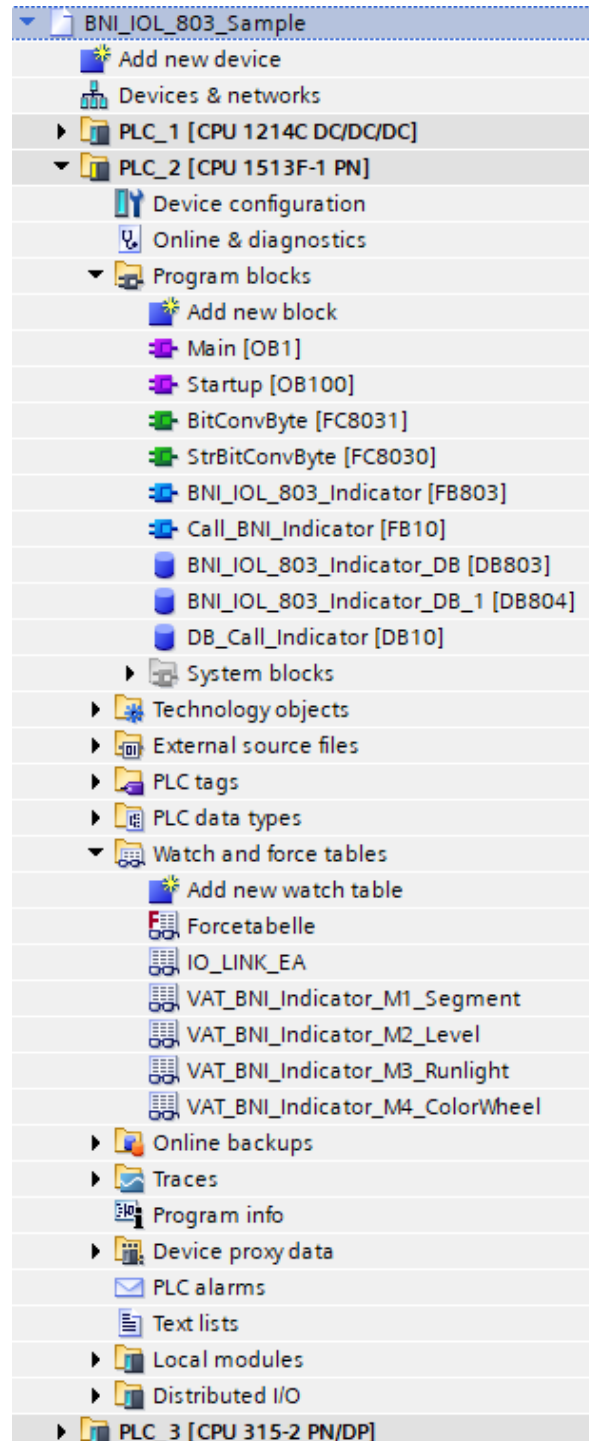 BNI_IOL_803_Sample
Add new device
Devices & networks
PLC_1 [CPU 1214C DC/DC/DC]
PLC_2 [CPU 1513F-1 PN]
Device configuration
Online & diagnostics
Program blocks
Add new block
Main [OB1]
Startup [OB100]
BitConvByte [FC8031]
StrBitConvByte [FC8030]
BNI_IOL_803_Indicator [FB803]
Call_BNI_Indicator [FB10]
BNI_IOL_803_Indicator_DB [DB803]
BNI_IOL_803_Indicator_DB_1 [DB804]
DB_Call_Indicator [DB10]
System blocks
Technology objects
External source files
PLC tags
PLC data types
Watch and force tables
Add new watch table
Forcetabelle
IO_LINK_EA
VAT_BNI_Indicator_M1_Segment
VAT_BNI_Indicator_M2_Level
VAT_BNI_Indicator_M3_Runlight
VAT_BNI_Indicator_M4_ColorWheel
Online backups
Traces
Program info
Device proxy data
PLC alarms
Text lists
Local modules
Distributed I/O
PLC_3 [CPU 315-2 PN/DP]